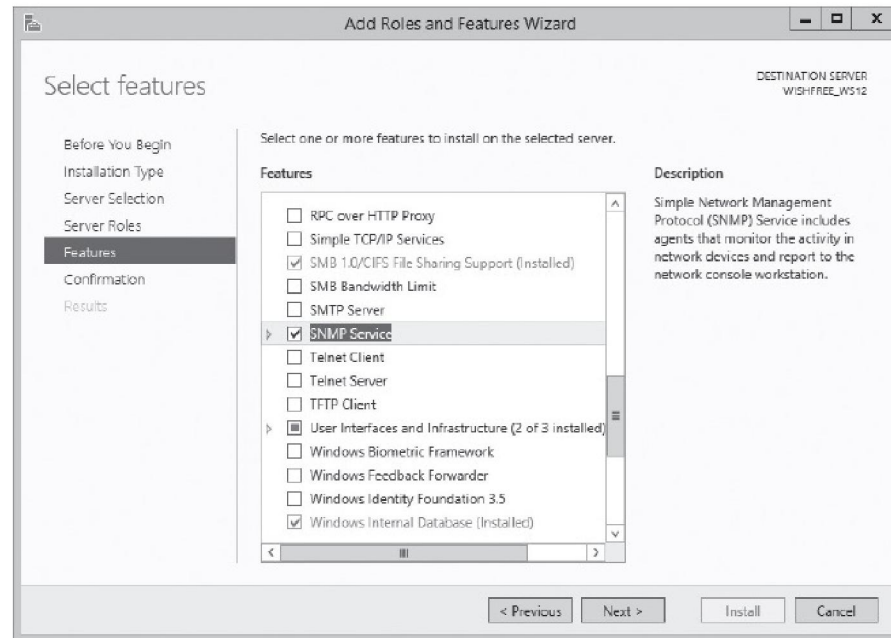 Add Roles and Features Wizard
Select features
DESTINATION SERVER
WISHFREE_WS12
Before You Begin
Installation Type
Server Selection
Server Roles
Features
Confirmation
Results
Select one or more features to install on the selected server.
Features
RPC over HTTP Proxy
Simple TCP/IP Services
SMB 1.0/CIFS File Sharing Support (Installed)
SMB Bandwidth Limit
SMTP Server
SNMP Service
Telnet Client
Telnet Server
TFTP Client
User Interfaces and Infrastructure (2 of 3 installed)
Windows Biometric Framework
Windows Feedback Forwarder
Windows Identity Foundation 3.5
Windows Internal Database (Installed)
Description
Simple Network Management
Protocol (SNMP) Service includes
agents that monitor the activity in
network devices and report to the
network console workstation.
< Previous
Next >
Install
Cancel